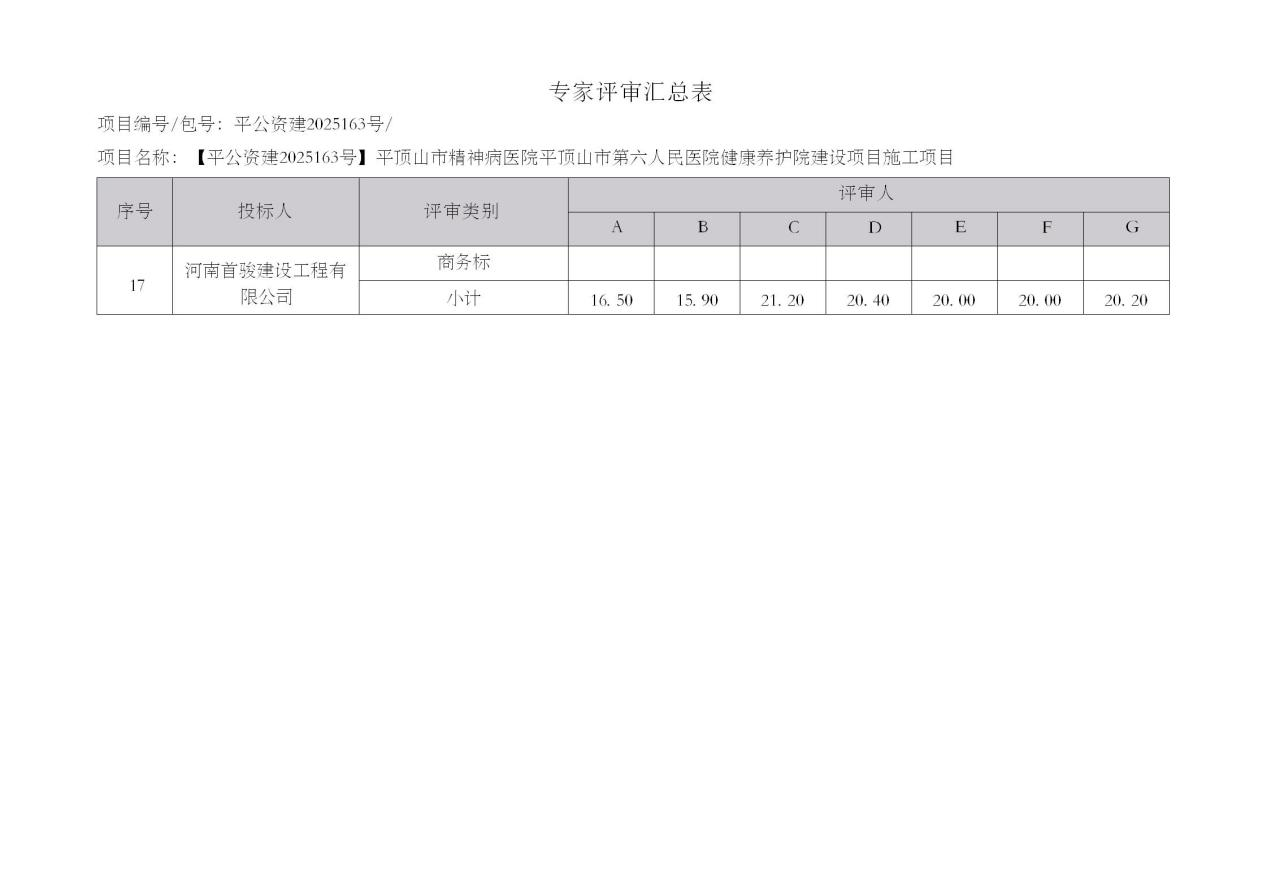 专家评审汇总表
项目编号/包号：平公资建2025163号/
项目名称：【平公资建2025163号】平顶山市精神病医院平顶山市第六人民医院健康养护院建设项目施工项目
序号 投标人 评审类别 评审人
A B C D E F G
17 河南首骏建设工程有限公司 商务标
小计 16.50 15.90 21.20 20.40 20.00 20.00 20.20